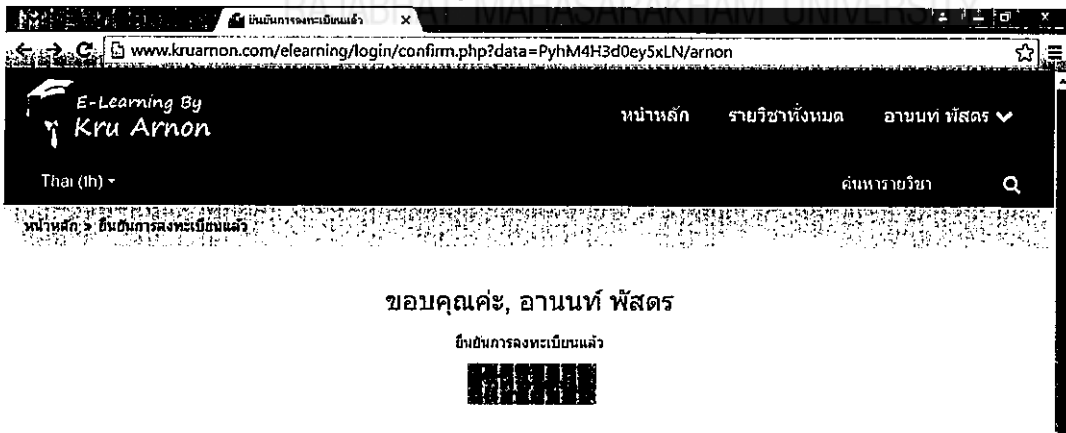 RAJABHAT MAHASARAKHAM UNIVERSITY
ยืนยันการลงทะเบียนแล้ว ×
www.kruarnon.com/elearning/login/confirm.php?data=PyhM4H3d0ey5xLN/arnon
E-Learning By
Kru Arnon
หน้าหลัก รายวิชาทั้งหมด อานนท์ พัสดร
Thai (th)
ค้นหารายวิชา
หน้าหลัก » ยืนยันการลงทะเบียนแล้ว
ขอบคุณค่ะ, อานนท์ พัสดร
ยืนยันการลงทะเบียนแล้ว